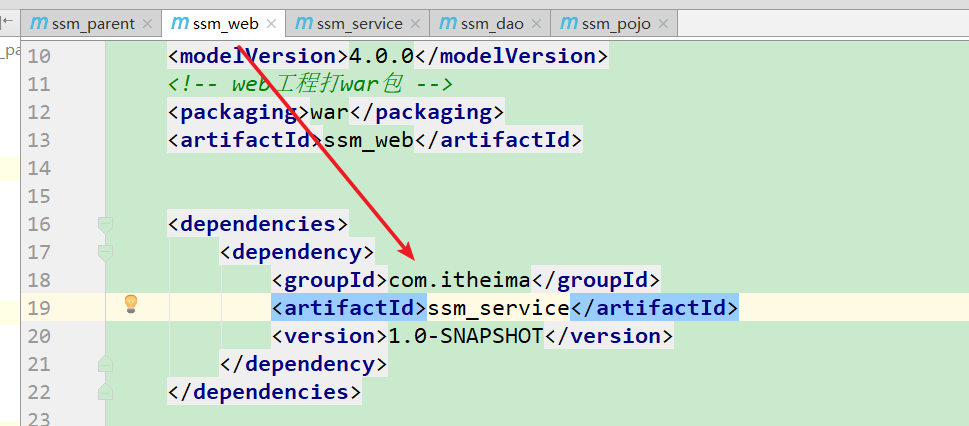 ssm_parent ssm_web ssm_service ssm_dao ssm_pojo
_pa
10 <modelVersion>4.0.0</modelVersion>
11 <!-- web工程打war包 -->
12 <packaging>war</packaging>
13 <artifactId>ssm_web</artifactId>
14
15
16 <dependencies>
17 <dependency>
18 <groupId>com.itheima</groupId>
19 <artifactId>ssm_service</artifactId>
20 <version>1.0-SNAPSHOT</version>
21 </dependency>
22 </dependencies>
23